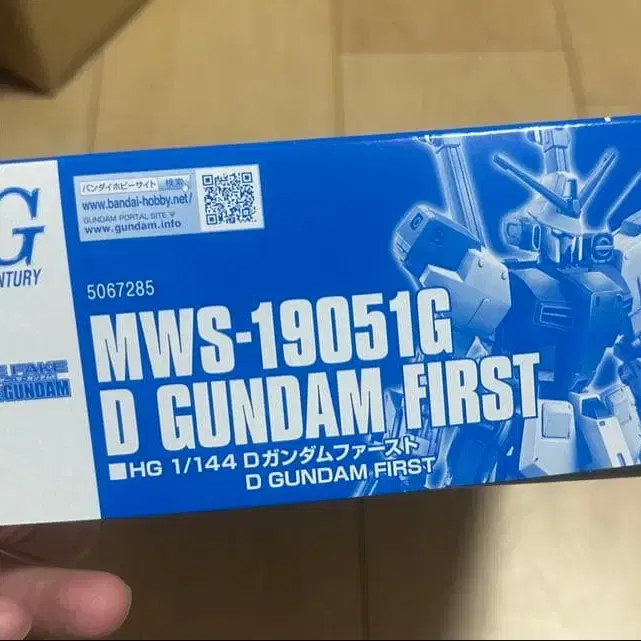 G
NTURY
FAKE
GUNDAM
バンダイホビーサイト 検索
www.bandai-hobby.net/
GUNDAM PORTAL SITE
www.gundam.info
5067285
MWS-19051G
D GUNDAM FIRST
■HG 1/144 Dガンダムファースト
D GUNDAM FIRST